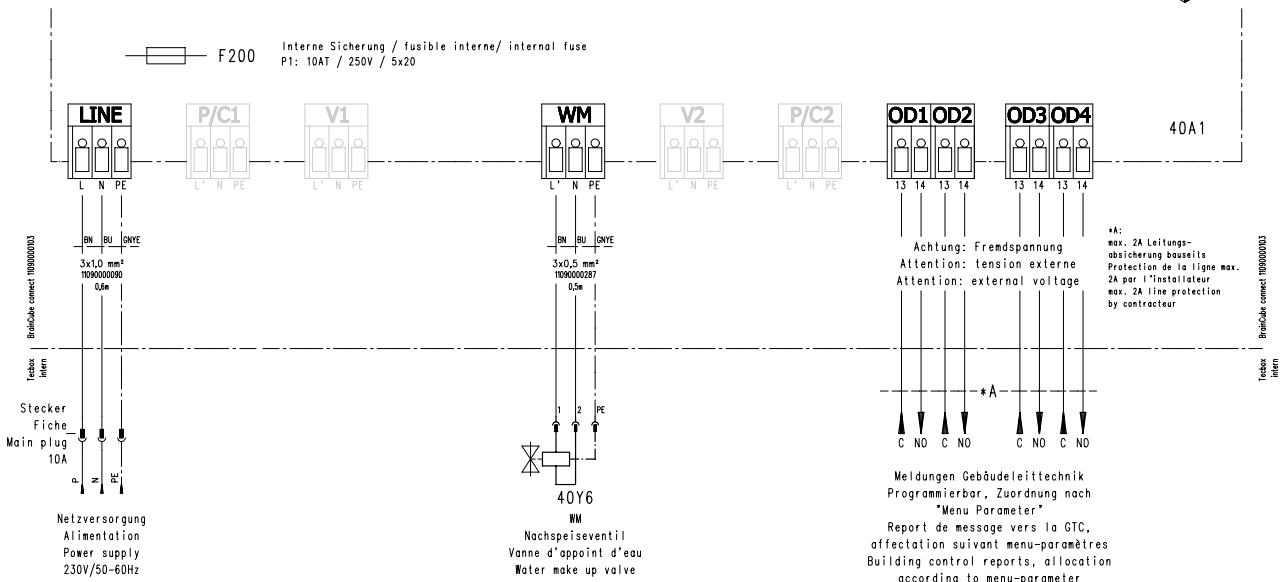 F200
Interne Sicherung / fusible interne/ internal fuse
P1: 10AT / 250V / 5x20
LINE
P/C1
V1
WM
V2
P/C2
OD1 OD2
OD3 OD4
40A1
L N PE
L' N PE
L' N PE
L' N PE
L' N PE
L' N PE
13 14 13 14
13 14 13 14
BN BU GNYE
3x1,0 mm²
11090000090
0,6m
BN BU GNYE
3x0,5 mm²
11090000287
0,5m
Achtung: Fremdspannung
Attention: tension externe
Attention: external voltage
*A:
max. 2A Leitungs-
absicherung bauseits
Protection de la ligne max.
2A par l'installateur
max. 2A line protection
by contracteur
BrainCube connect 11090000103
Tecbox
intern
BrainCube connect 11090000103
Tecbox
intern
Stecker
Fiche
Main plug
10A
P N PE
Netzversorgung
Alimentation
Power supply
230V/50-60Hz
1 2 PE
40Y6
WM
Nachspeiseventil
Vanne d'appoint d'eau
Water make up valve
*A
C NO C NO
C NO C NO
Meldungen Gebäudeleittechnik
Programmierbar, Zuordnung nach
"Menu Parameter"
Report de message vers la GTC,
affectation suivant menu-paramètres
Building control reports, allocation
according to menu-parameter